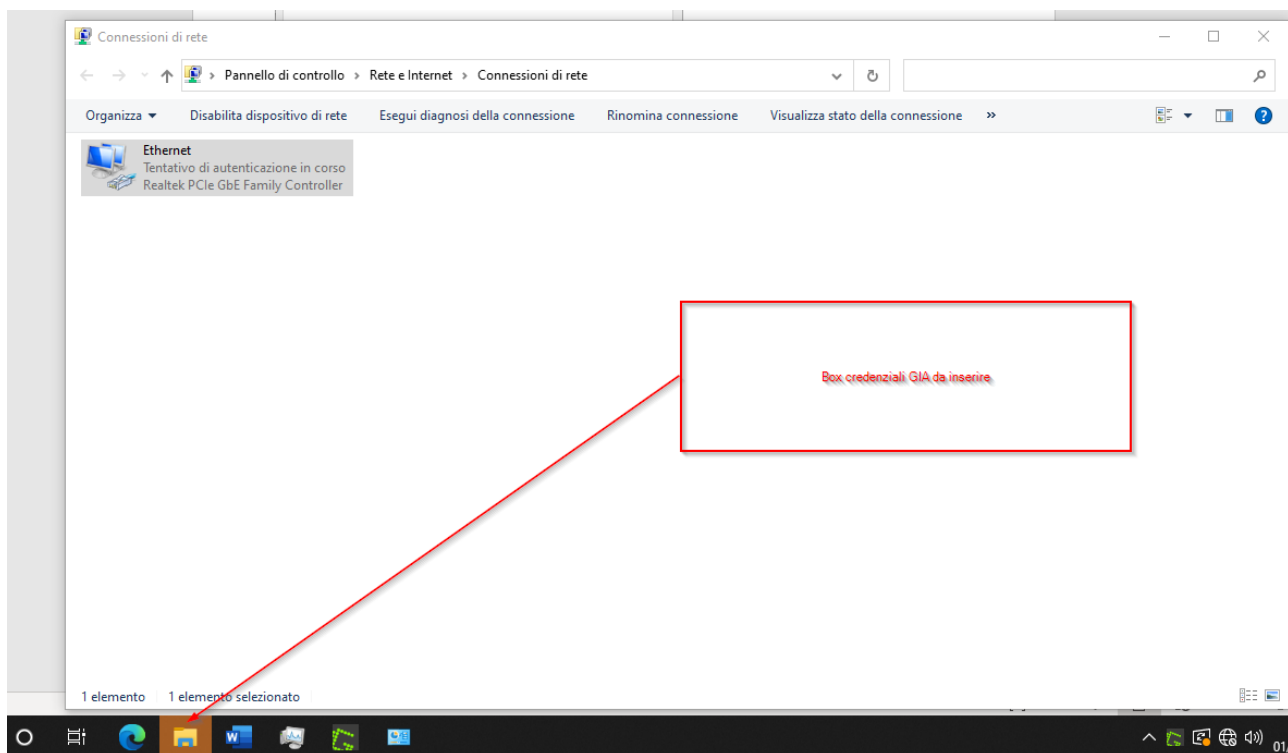 Connessioni di rete
Pannello di controllo > Rete e Internet > Connessioni di rete
Organizza Disabilita dispositivo di rete Esegui diagnosi della connessione Rinomina connessione Visualizza stato della connessione »
Ethernet
Tentativo di autenticazione in corso
Realtek PCIe GbE Family Controller
Box credenziali GIA da inserire
1 elemento 1 elemento selezionato
01